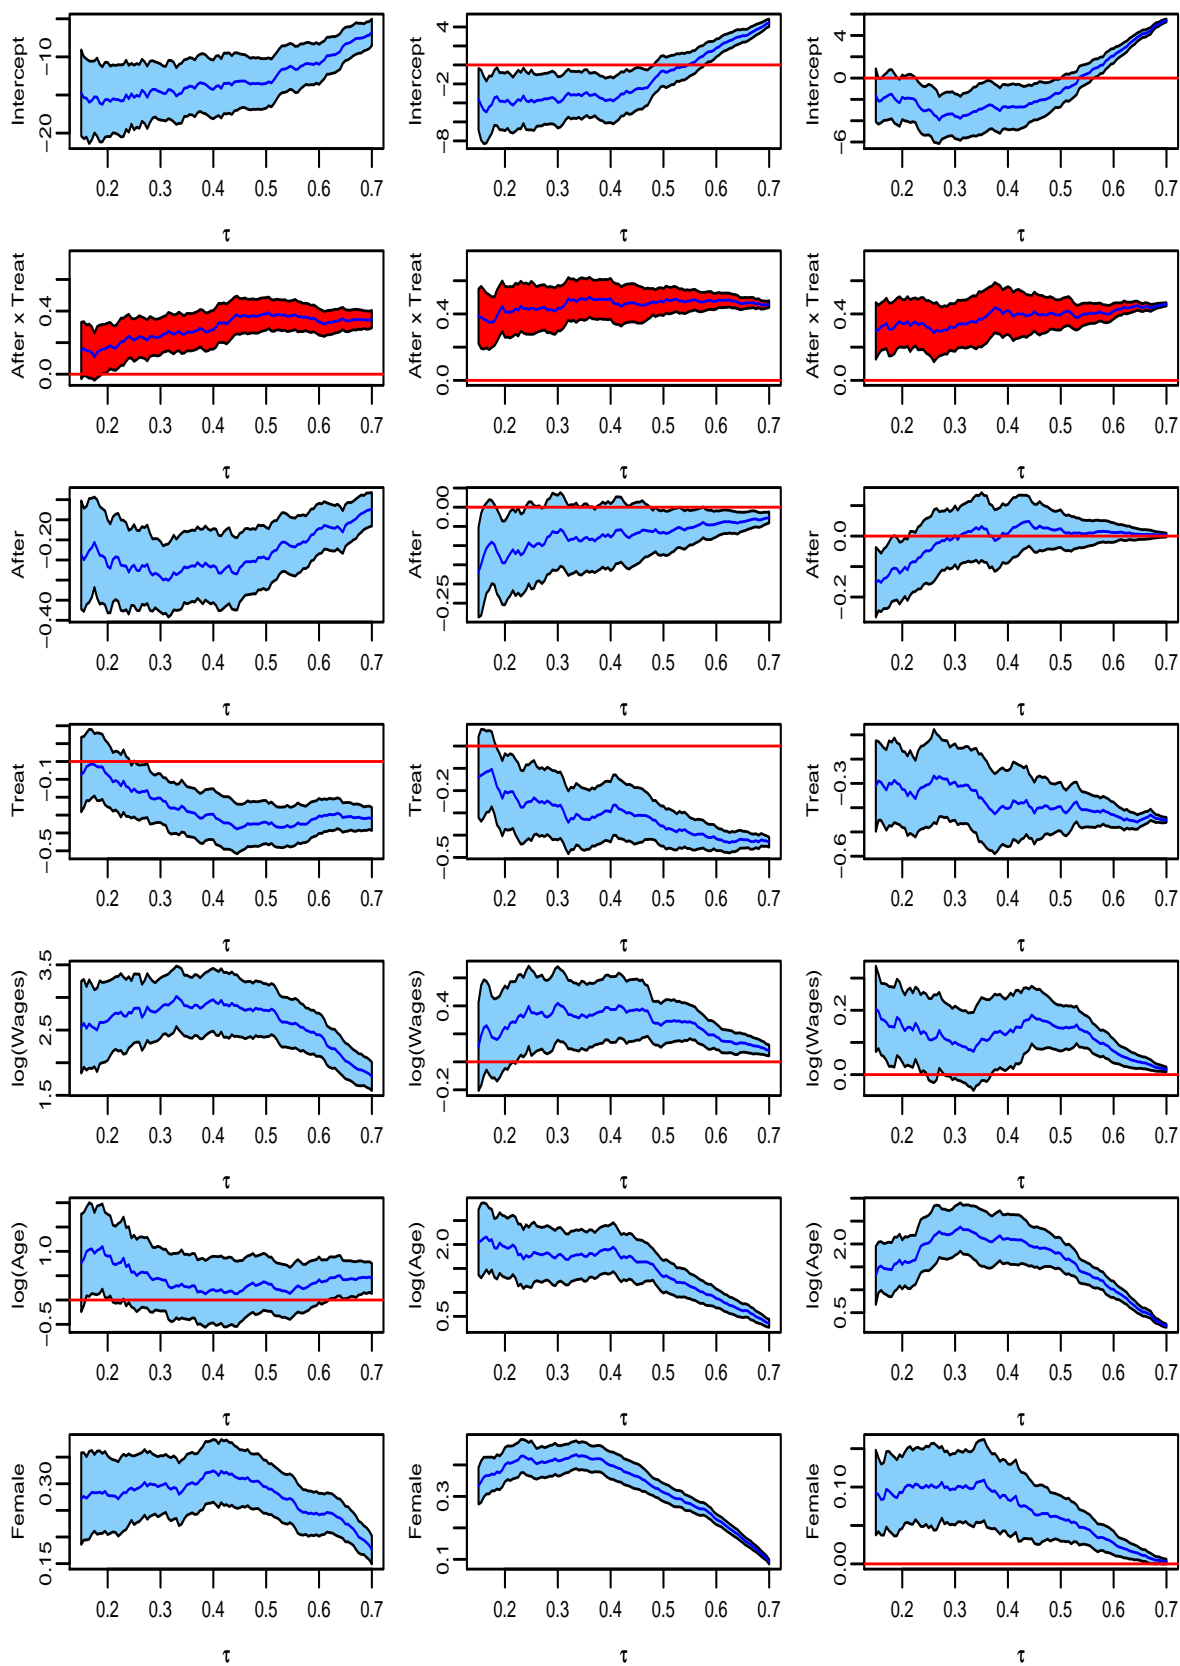 Intercept −20 −10 0.2 0.3 0.4 0.5 0.6 0.7 τ
Intercept −8 −2 4 0.2 0.3 0.4 0.5 0.6 0.7 τ
Intercept −6 0 4 0.2 0.3 0.4 0.5 0.6 0.7 τ
After x Treat 0.0 0.4 0.2 0.3 0.4 0.5 0.6 0.7 τ
After x Treat 0.0 0.4 0.2 0.3 0.4 0.5 0.6 0.7 τ
After x Treat 0.0 0.4 0.2 0.3 0.4 0.5 0.6 0.7 τ
After −0.40 −0.20 0.2 0.3 0.4 0.5 0.6 0.7 τ
After −0.25 0.00 0.2 0.3 0.4 0.5 0.6 0.7 τ
After −0.2 0.0 0.2 0.3 0.4 0.5 0.6 0.7 τ
Treat −0.5 −0.1 0.2 0.3 0.4 0.5 0.6 0.7 τ
Treat −0.5 −0.2 0.2 0.3 0.4 0.5 0.6 0.7 τ
Treat −0.6 −0.3 0.2 0.3 0.4 0.5 0.6 0.7 τ
log(Wages) 1.5 2.5 3.5 0.2 0.3 0.4 0.5 0.6 0.7 τ
log(Wages) −0.2 0.4 0.2 0.3 0.4 0.5 0.6 0.7 τ
log(Wages) 0.0 0.2 0.2 0.3 0.4 0.5 0.6 0.7 τ
log(Age) −0.5 1.0 0.2 0.3 0.4 0.5 0.6 0.7 τ
log(Age) 0.5 2.0 0.2 0.3 0.4 0.5 0.6 0.7 τ
log(Age) 0.5 2.0 0.2 0.3 0.4 0.5 0.6 0.7 τ
Female 0.15 0.30 0.2 0.3 0.4 0.5 0.6 0.7 τ
Female 0.1 0.3 0.2 0.3 0.4 0.5 0.6 0.7 τ
Female 0.00 0.10 0.2 0.3 0.4 0.5 0.6 0.7 τ